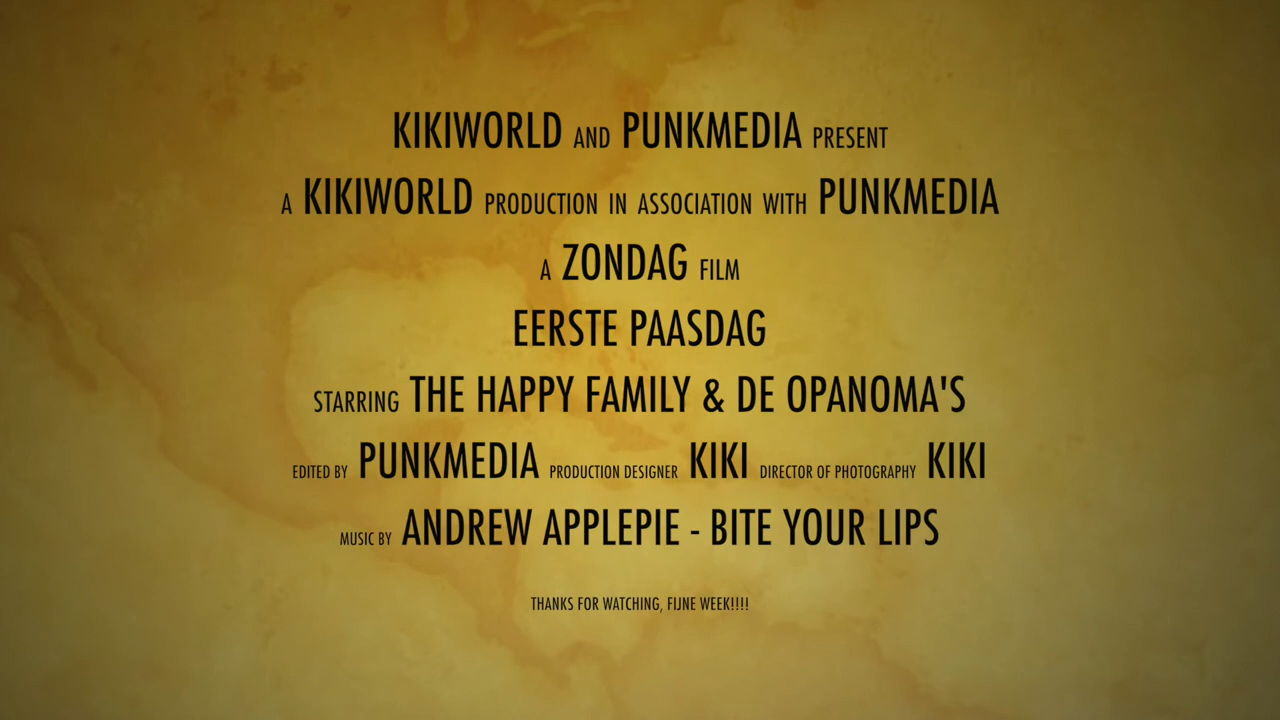 KIKIWORLD AND PUNKMEDIA PRESENT
A KIKIWORLD PRODUCTION IN ASSOCIATION WITH PUNKMEDIA
A ZONDAG FILM
EERSTE PAASDAG
STARRING THE HAPPY FAMILY & DE OPANOMA'S
EDITED BY PUNKMEDIA PRODUCTION DESIGNER KIKI DIRECTOR OF PHOTOGRAPHY KIKI
MUSIC BY ANDREW APPLEPIE - BITE YOUR LIPS
THANKS FOR WATCHING, FIJNE WEEK!!!!